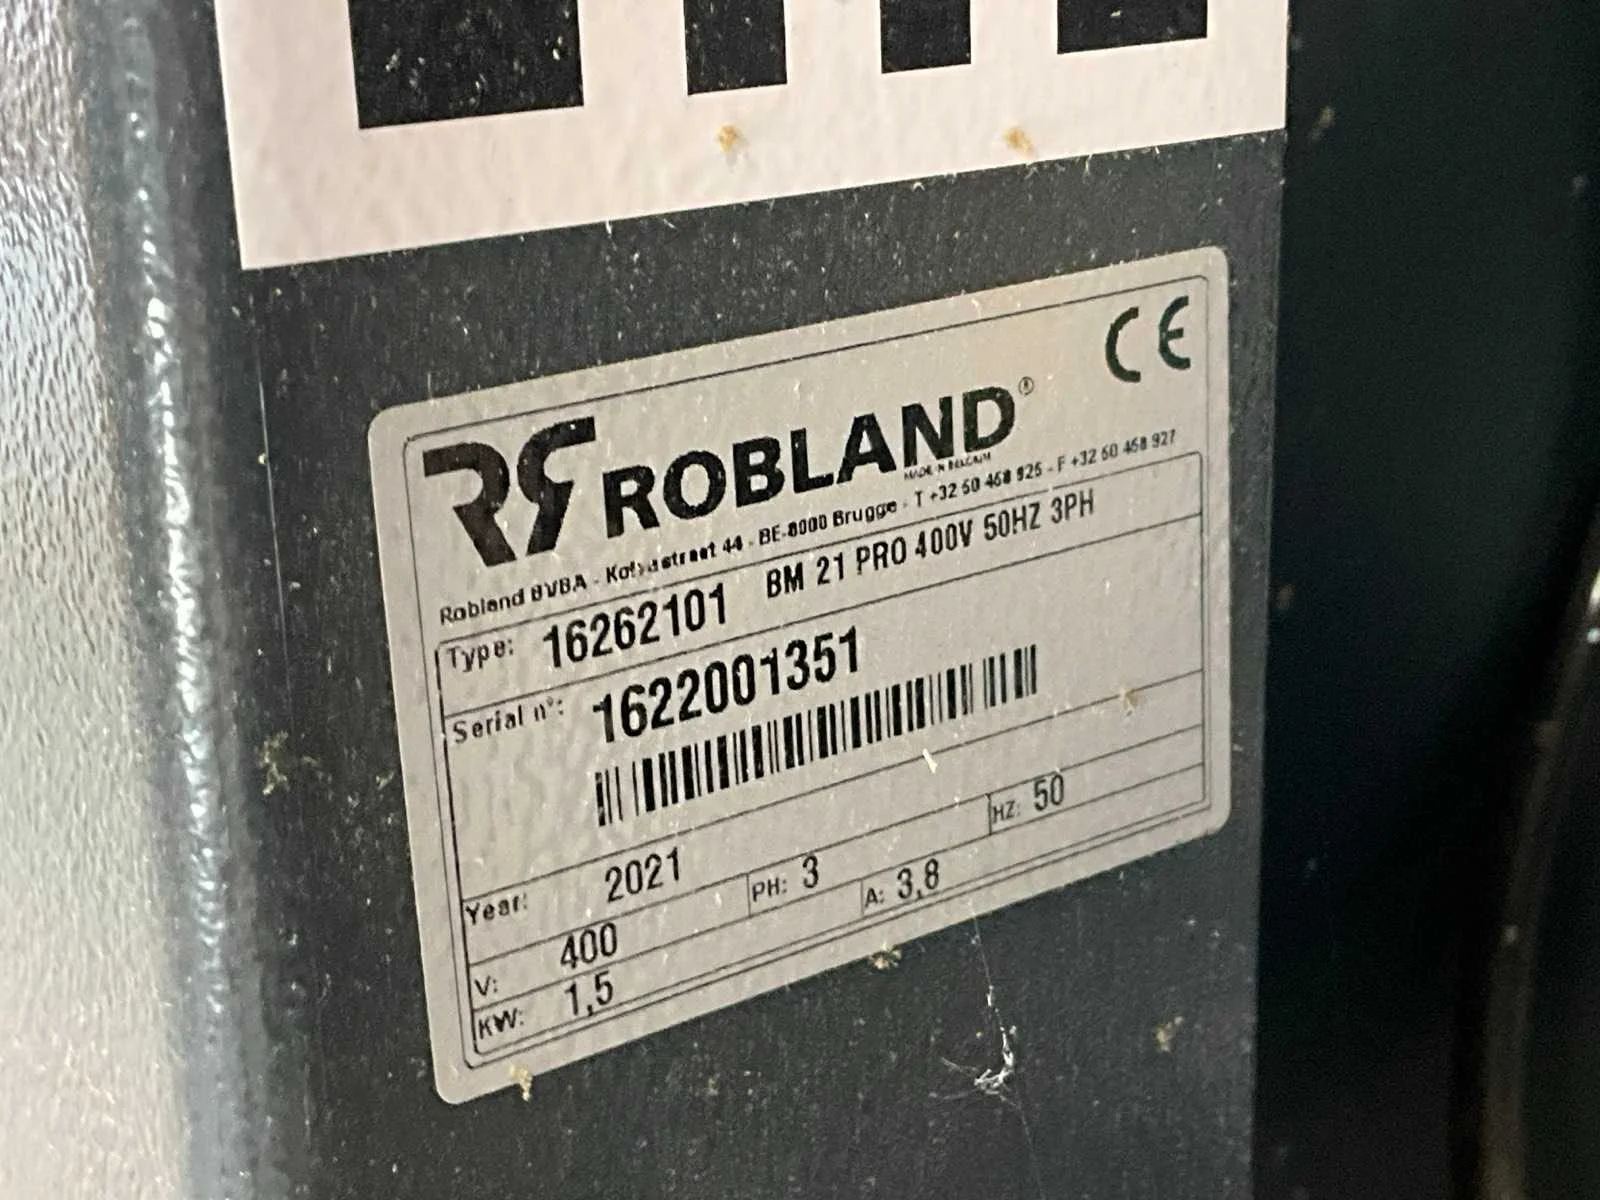 RR ROBLAND®
CE
MADE IN BELGIUM
Robland BVBA - 44 - BE-8000 Brugge - T +32 50 458 925 - F +32 50 458 927
Type: 16262101 BM 21 PRO 400V 50HZ 3PH
Serial n°: 1622001351
Year: 2021
V: 400 PH: 3 HZ: 50
KW: 1,5 A: 3,8